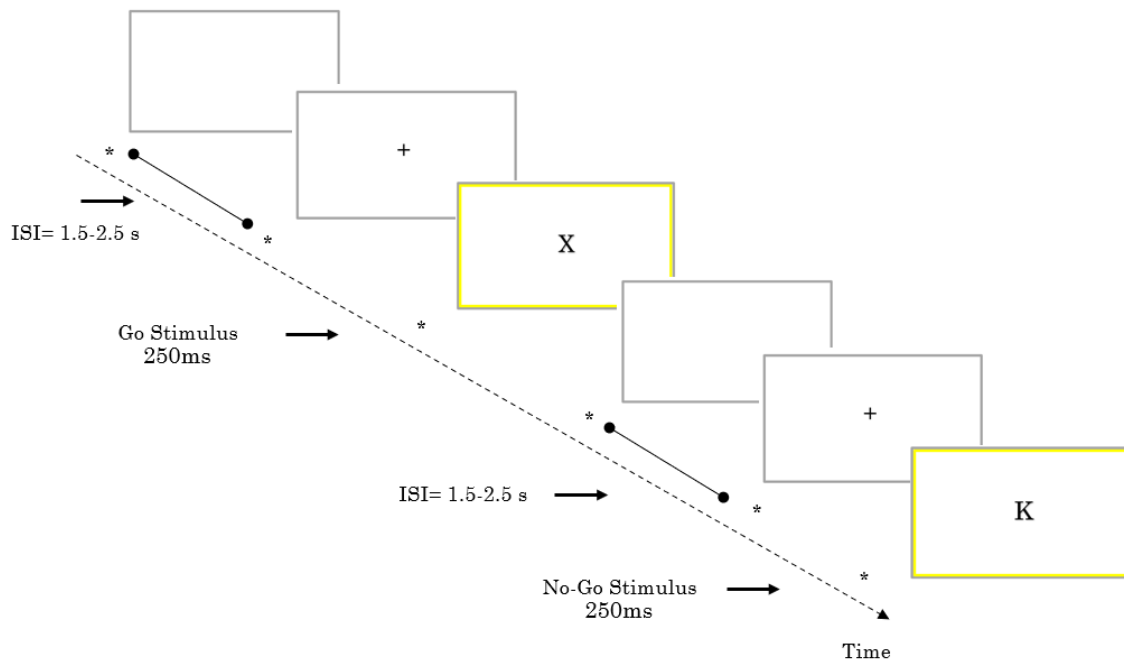 +
*
ISI= 1.5-2.5 s
*
X
Go Stimulus
250ms
*
+
*
ISI= 1.5-2.5 s
*
K
No-Go Stimulus
250ms
*
Time